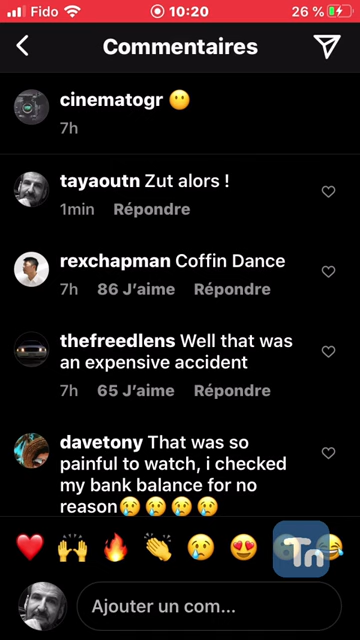 Fido 10:20 26 %
Commentaires
cinematogr 😶
7h
tayaoutn Zut alors !
1min Répondre
rexchapman Coffin Dance
7h 86 J’aime Répondre
thefreedlens Well that was
an expensive accident
7h 65 J’aime Répondre
davetony That was so
painful to watch, i checked
my bank balance for no
reason😢😢😢😢
❤️🙌🔥👏😢😍😮😂
Tn
Ajouter un com...